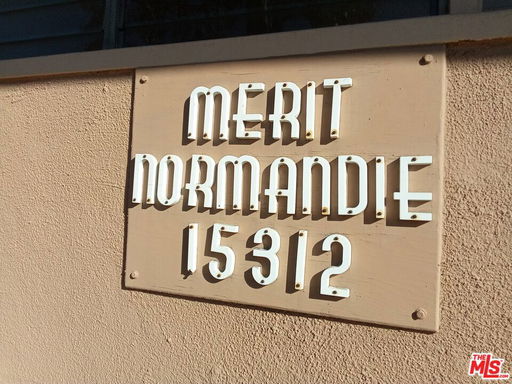 MERIT
NORMANDIE
15312
THE
MLS